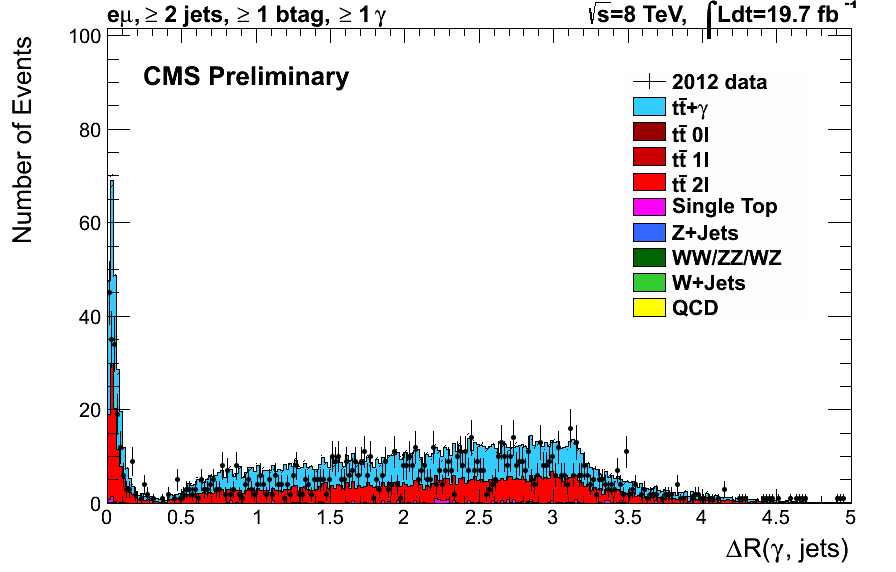 eμ, ≥ 2 jets, ≥ 1 btag, ≥ 1 γ √s=8 TeV, ∫Ldt=19.7 fb⁻¹
CMS Preliminary
2012 data
tt̄+γ
tt̄ 0l
tt̄ 1l
tt̄ 2l
Single Top
Z+Jets
WW/ZZ/WZ
W+Jets
QCD
Number of Events
100
80
60
40
20
0
0 0.5 1 1.5 2 2.5 3 3.5 4 4.5 5
ΔR(γ, jets)